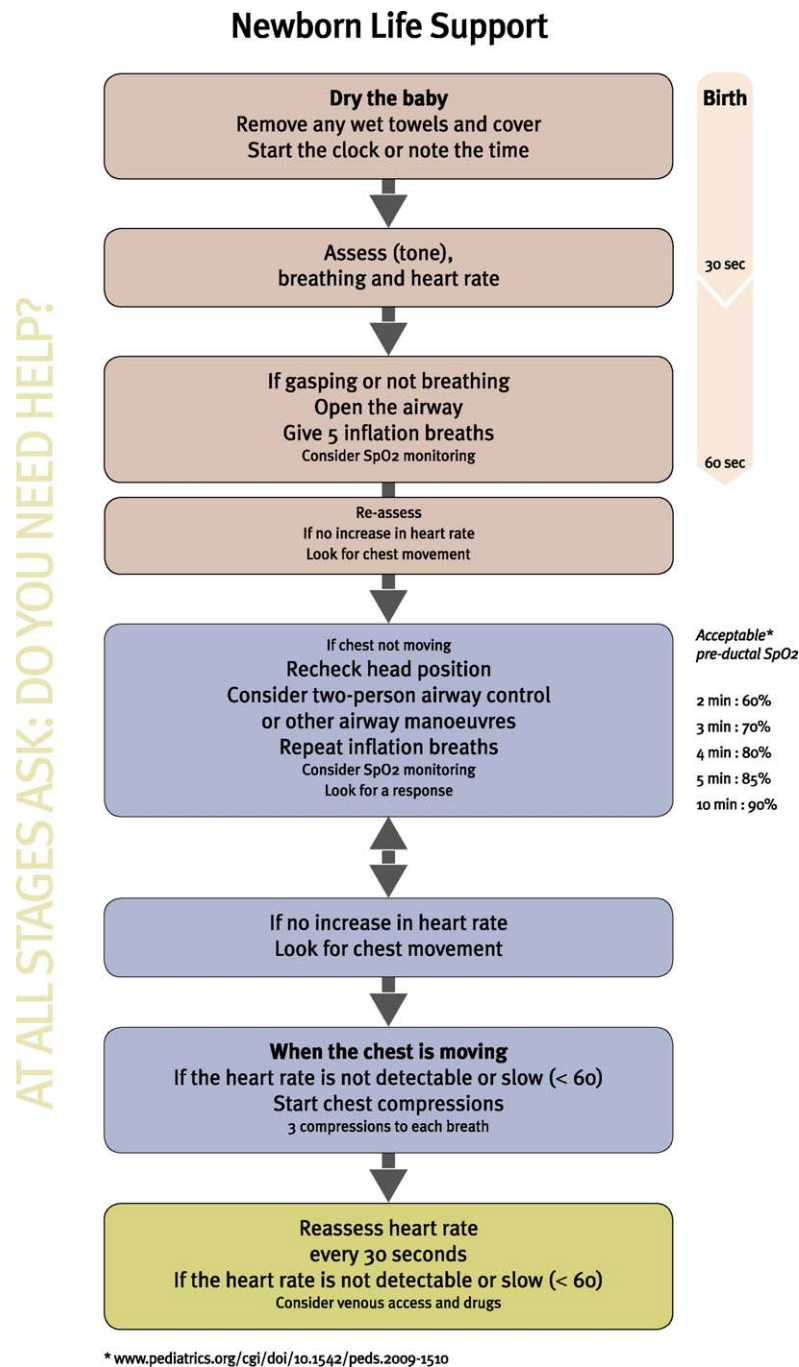 Newborn Life Support
Dry the baby
Remove any wet towels and cover
Start the clock or note the time
Birth
Assess (tone),
breathing and heart rate
30 sec
If gasping or not breathing
Open the airway
Give 5 inflation breaths
Consider SpO2 monitoring
60 sec
Re-assess
If no increase in heart rate
Look for chest movement
If chest not moving
Recheck head position
Consider two-person airway control
or other airway manoeuvres
Repeat inflation breaths
Consider SpO2 monitoring
Look for a response
Acceptable*
pre-ductal SpO2
2 min : 60%
3 min : 70%
4 min : 80%
5 min : 85%
10 min : 90%
If no increase in heart rate
Look for chest movement
When the chest is moving
If the heart rate is not detectable or slow (< 60)
Start chest compressions
3 compressions to each breath
Reassess heart rate
every 30 seconds
If the heart rate is not detectable or slow (< 60)
Consider venous access and drugs
* www.pediatrics.org/cgi/doi/10.1542/peds.2009-1510
AT ALL STAGES ASK: DO YOU NEED HELP?